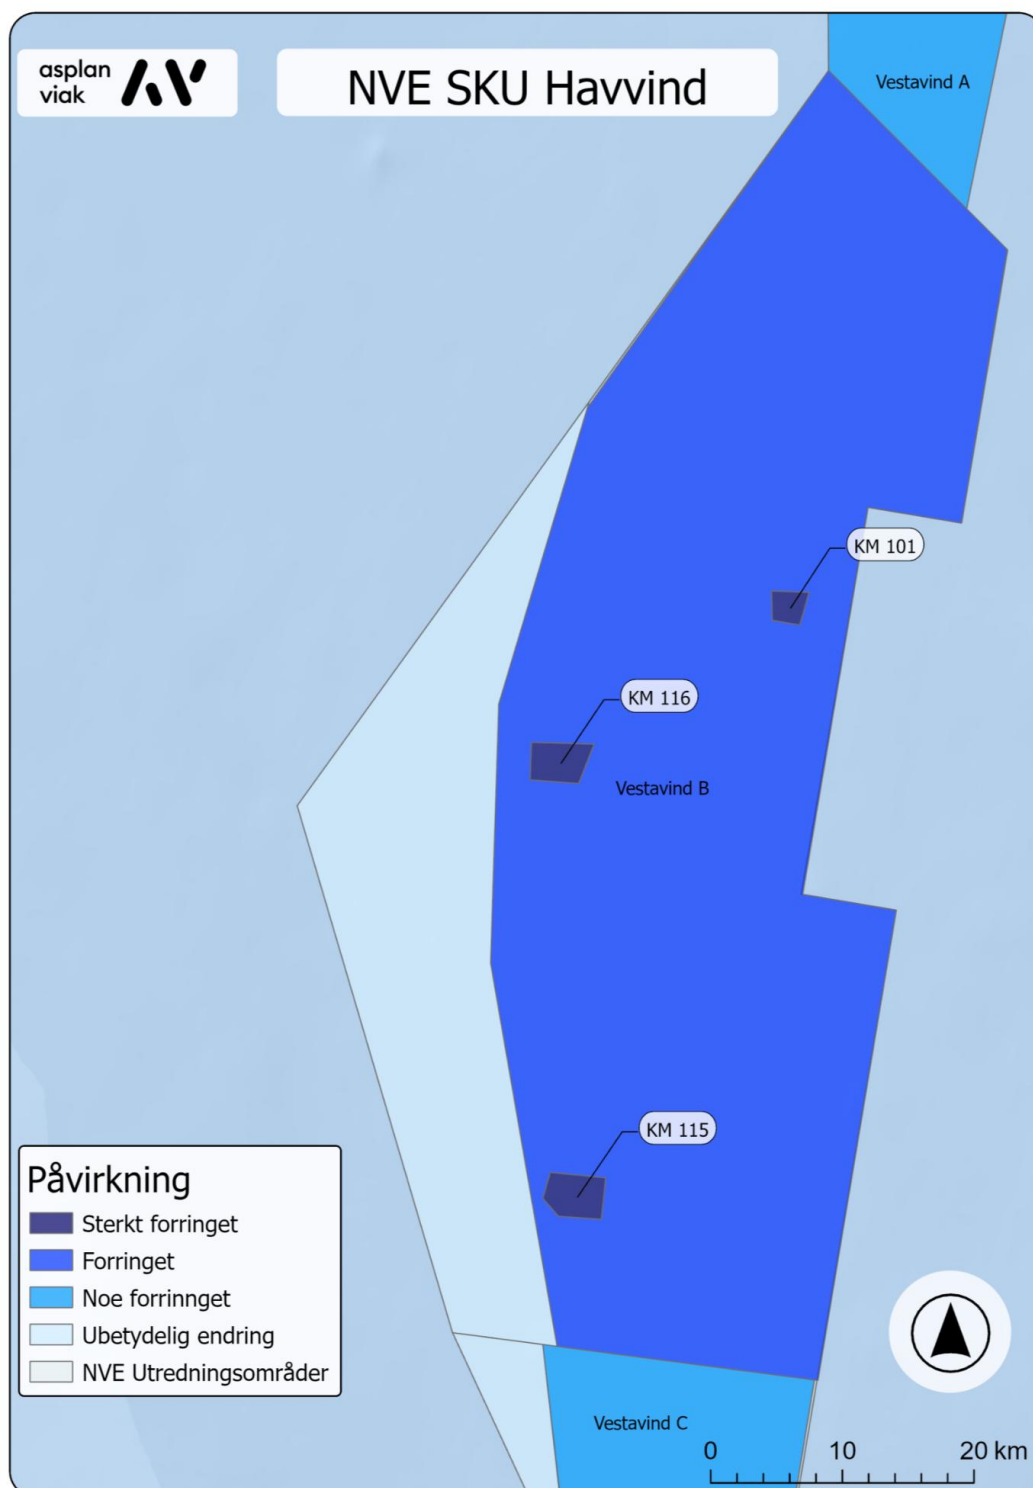 asplan
viak
NVE SKU Havvind
Vestavind A
KM 101
KM 116
Vestavind B
KM 115
Påvirkning
Sterkt forringet
Forringet
Noe forrinnget
Ubetydelig endring
NVE Utredningsområder
Vestavind C
0 10 20 km